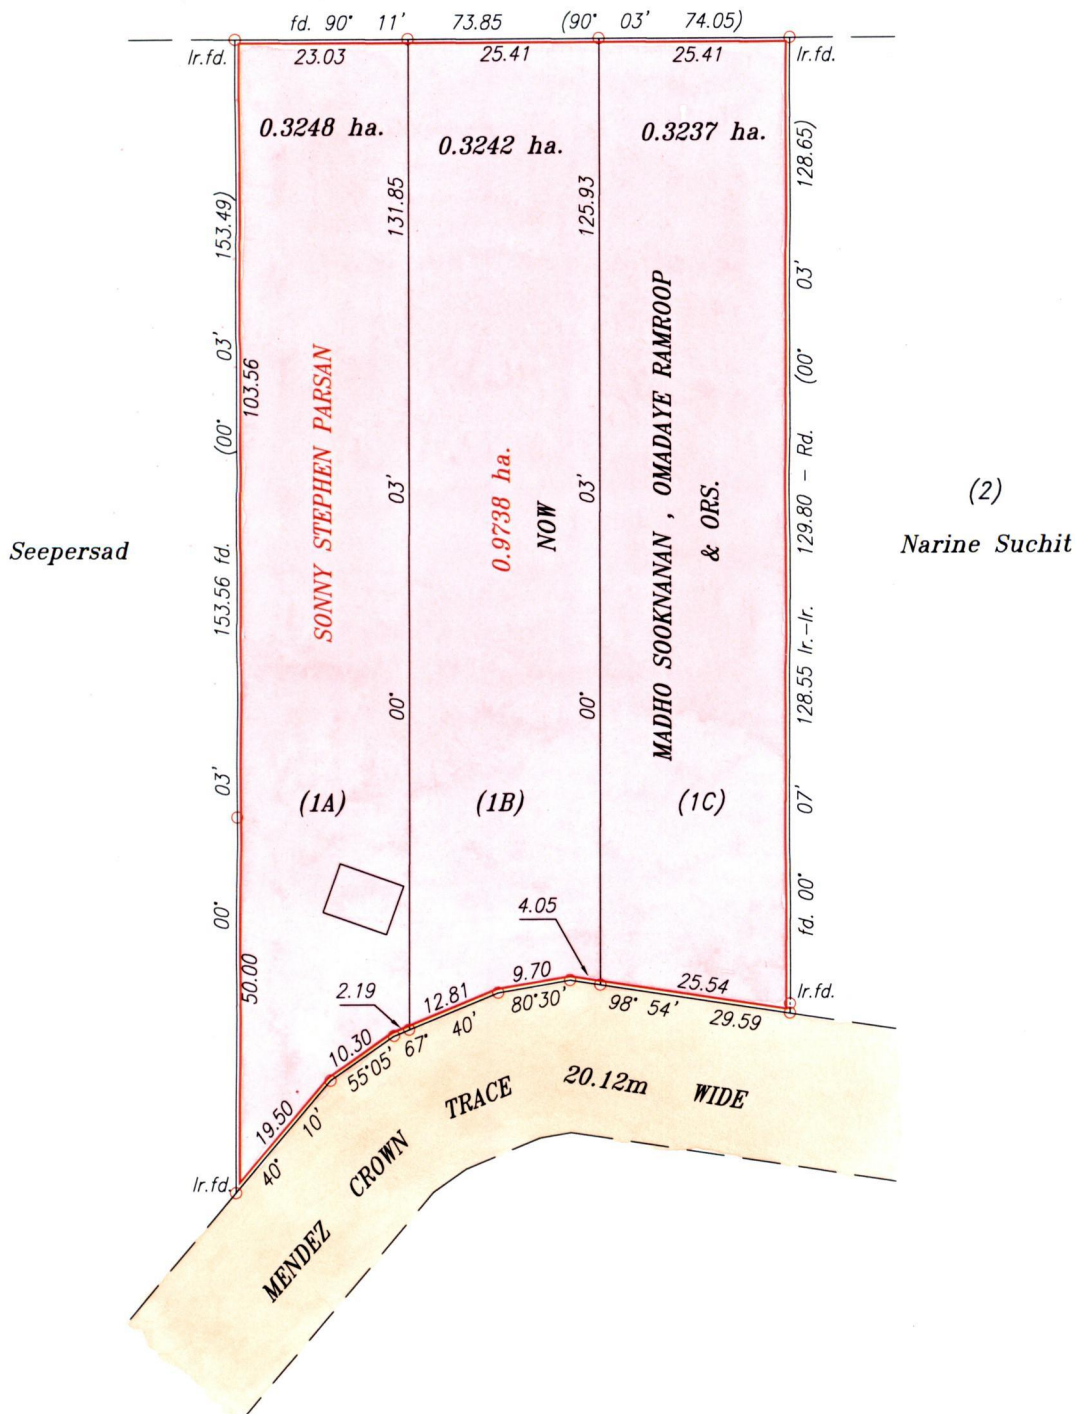 fd. 90° 11' 73.85 (90° 03' 74.05)
Ir.fd. 23.03 25.41 25.41 Ir.fd.
0.3248 ha.
0.3242 ha.
0.3237 ha.
00° 03' 153.56 fd. (00° 03' 153.49)
103.56
50.00
00° 03' 131.85
00° 03' 125.93
fd. 00° 07' 128.55 Ir.-Ir. 129.80 - Rd. (00° 03' 128.65)
Seepersad
SONNY STEPHEN PARSAN
0.9738 ha.
NOW
MADHO SOOKNANAN , OMADAYE RAMROOP
& ORS.
(2)
Narine Suchit
(1A)
(1B)
(1C)
4.05
2.19
19.50
10.30
12.81
9.70
25.54
Ir.fd.
40° 10'
55°05'
67° 40'
80°30'
98° 54' 29.59
Ir.fd.
MENDEZ CROWN TRACE 20.12m WIDE